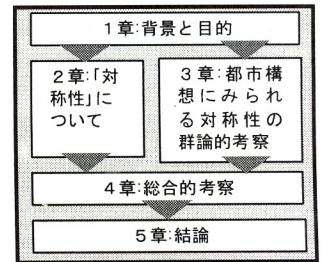 1章:背景と目的
2章:「対
称性」に
ついて
3章:都市構
想にみられ
る対称性の
群論的考察
4章:総合的考察
5章:結論